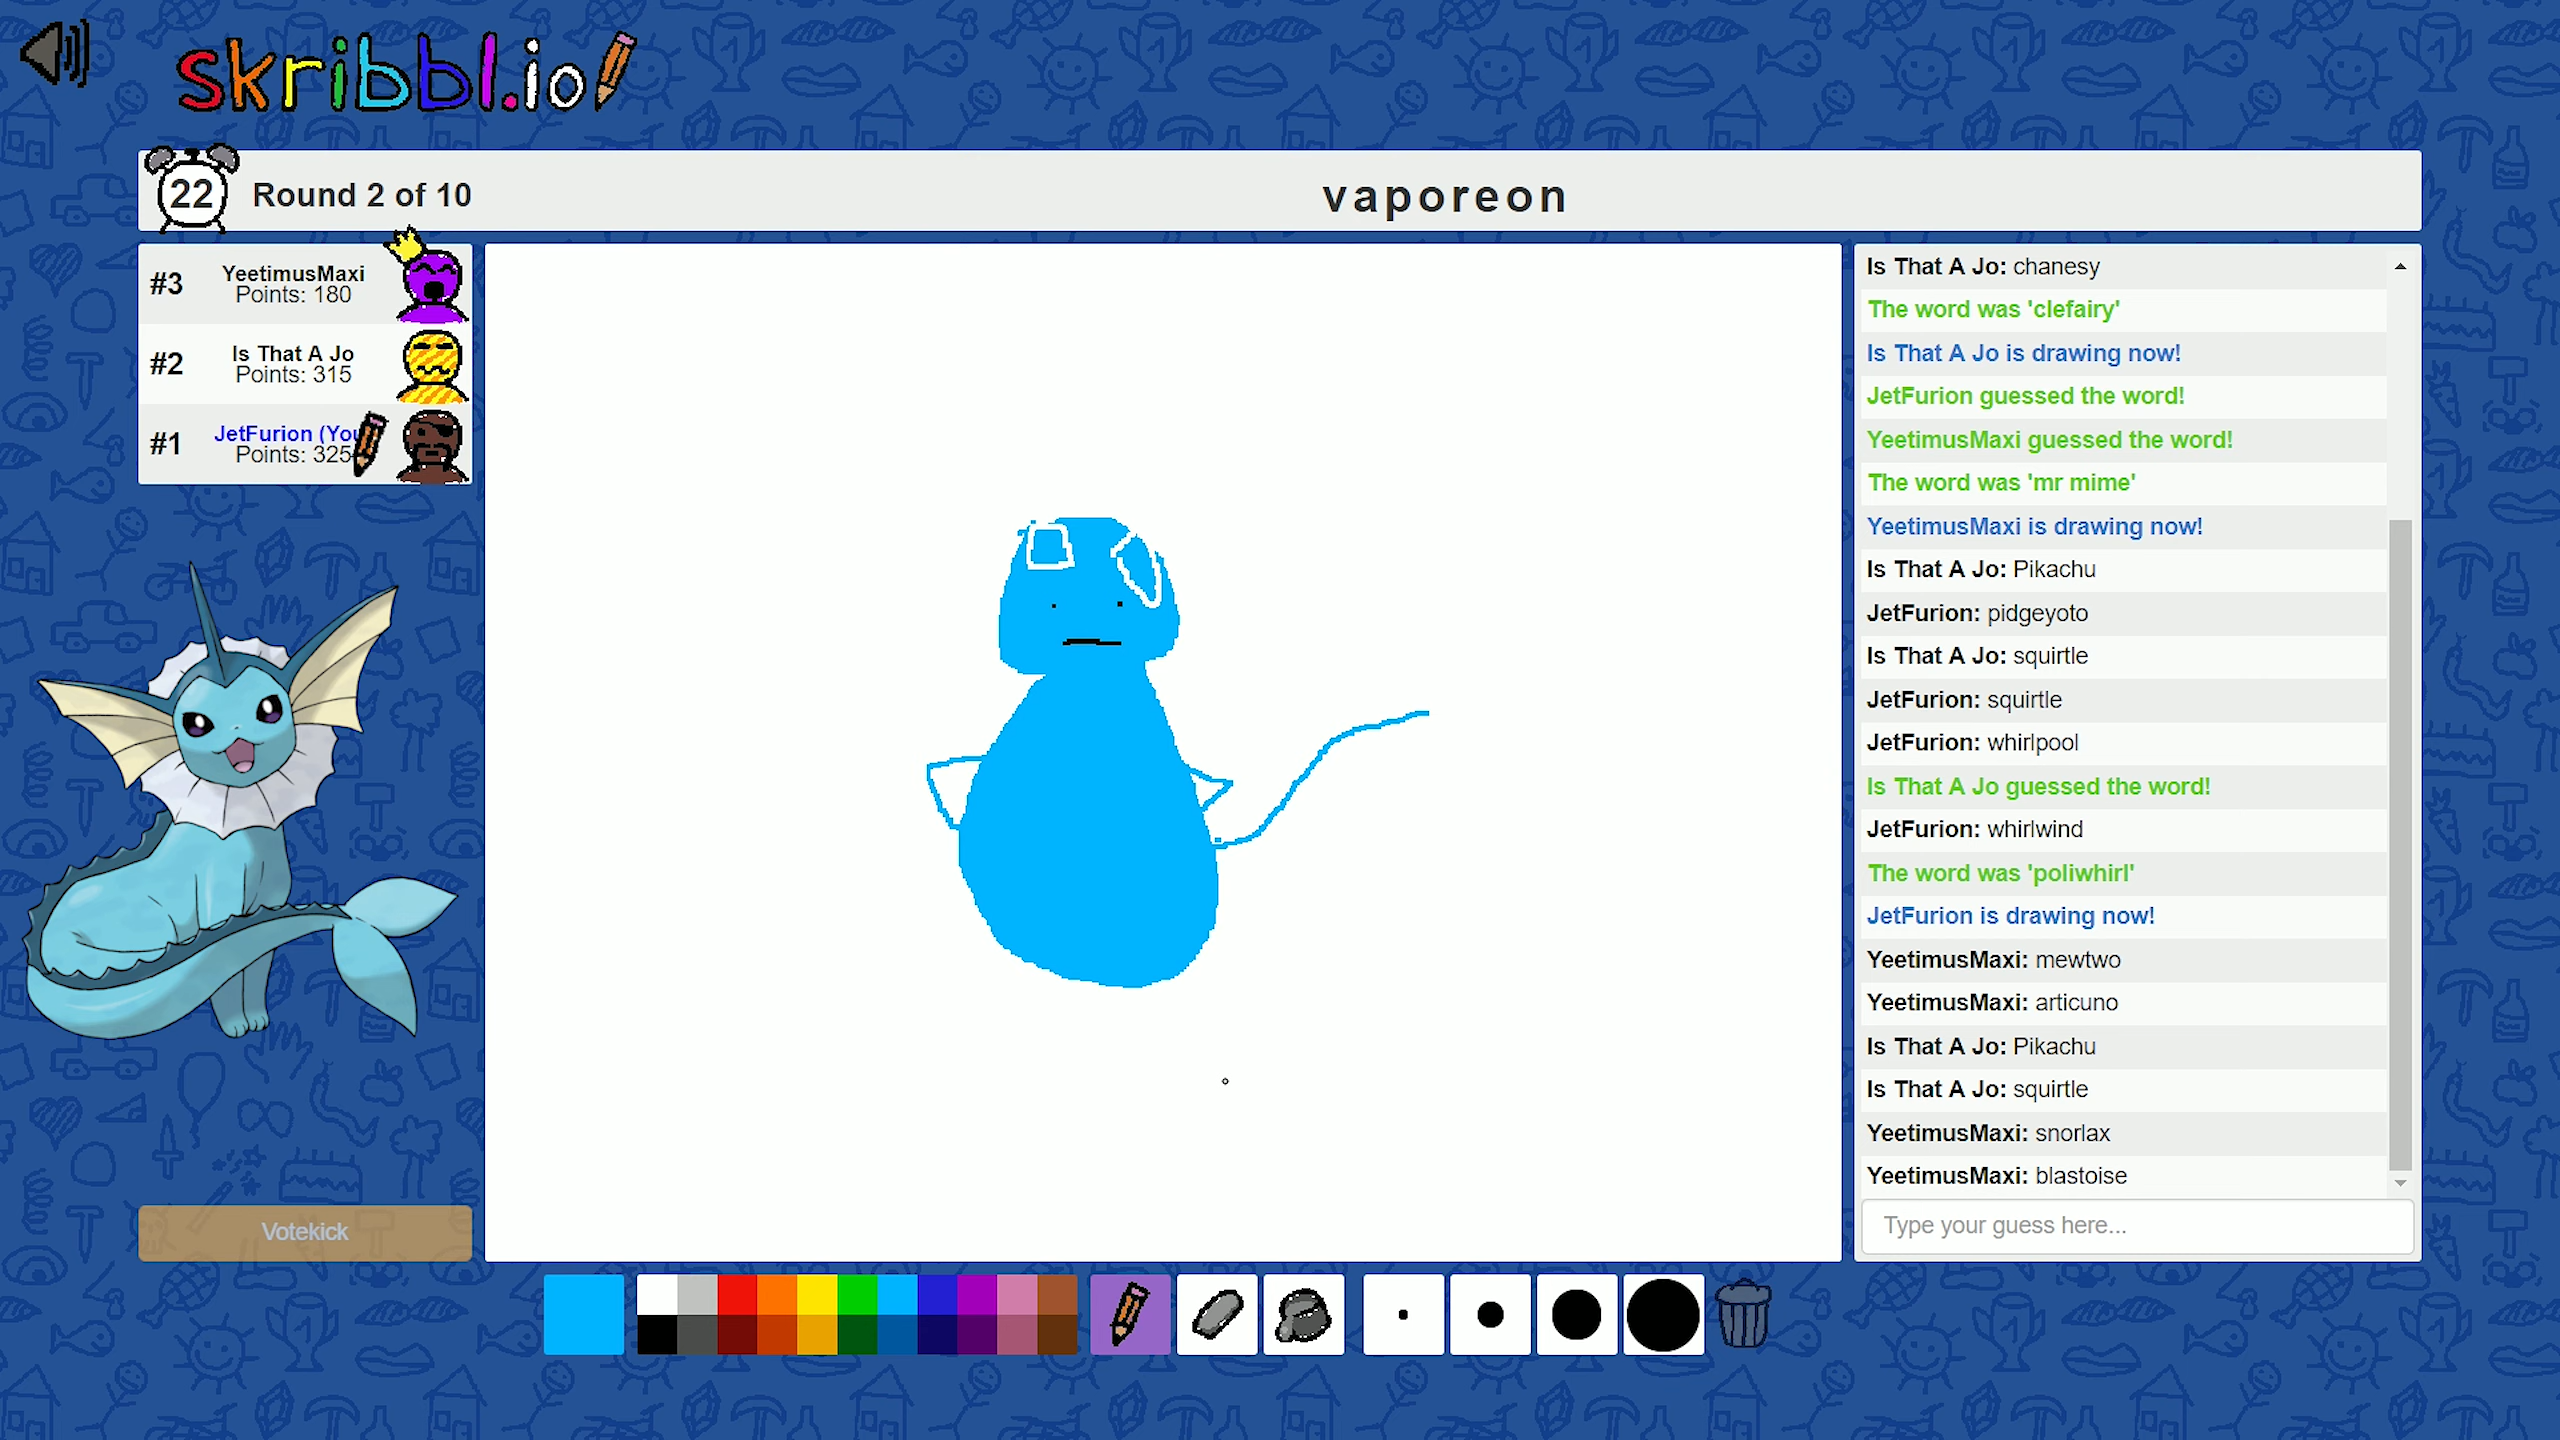 skribbl.io
22
Round 2 of 10
vaporeon
#3
YeetimusMaxi
Points: 180
#2
Is That A Jo
Points: 315
#1
JetFurion (You
Points: 325
Votekick
Is That A Jo: chanesy
The word was 'clefairy'
Is That A Jo is drawing now!
JetFurion guessed the word!
YeetimusMaxi guessed the word!
The word was 'mr mime'
YeetimusMaxi is drawing now!
Is That A Jo: Pikachu
JetFurion: pidgeyoto
Is That A Jo: squirtle
JetFurion: squirtle
JetFurion: whirlpool
Is That A Jo guessed the word!
JetFurion: whirlwind
The word was 'poliwhirl'
JetFurion is drawing now!
YeetimusMaxi: mewtwo
YeetimusMaxi: articuno
Is That A Jo: Pikachu
Is That A Jo: squirtle
YeetimusMaxi: snorlax
YeetimusMaxi: blastoise
Type your guess here...